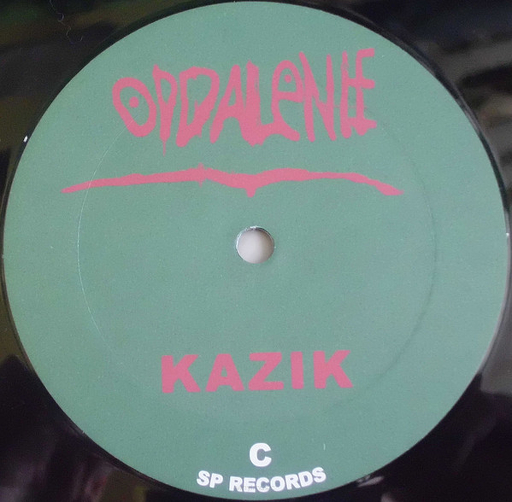 ODDALENIE
KAZIK
C
SP RECORDS